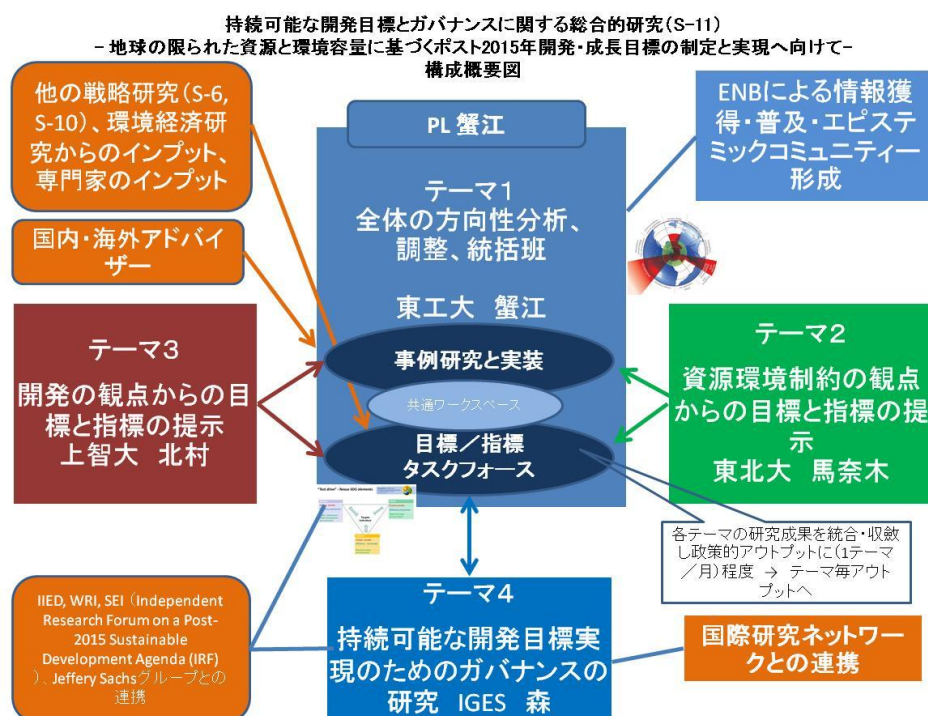 持続可能な開発目標とガバナンスに関する総合的研究(S-11)
－地球の限られた資源と環境容量に基づくポスト2015年開発・成長目標の制定と実現へ向けて－
構成概要図
他の戦略研究(S-6,
S-10)、環境経済研
究からのインプット、
専門家のインプット
国内・海外アドバイ
ザー
PL 蟹江
テーマ1
全体の方向性分析、
調整、統括班
東工大 蟹江
ENBによる情報獲
得・普及・エピステ
ミックコミュニティー
形成
テーマ3
開発の観点からの目
標と指標の提示
上智大 北村
事例研究と実装
共通ワークスペース
目標／指標
タスクフォース
テーマ2
資源環境制約の観点
からの目標と指標の提
示
東北大 馬奈木
各テーマの研究成果を統合・収斂
し政策的アウトプットに(1テーマ
／月)程度 → テーマ毎アウト
プットへ
IIED, WRI, SEI (Independent
Research Forum on a Post-
2015 Sustainable
Development Agenda (IRF)
)、Jeffery Sachsグループとの
連携
テーマ4
持続可能な開発目標実
現のためのガバナンスの
研究 IGES 森
国際研究ネットワー
クとの連携